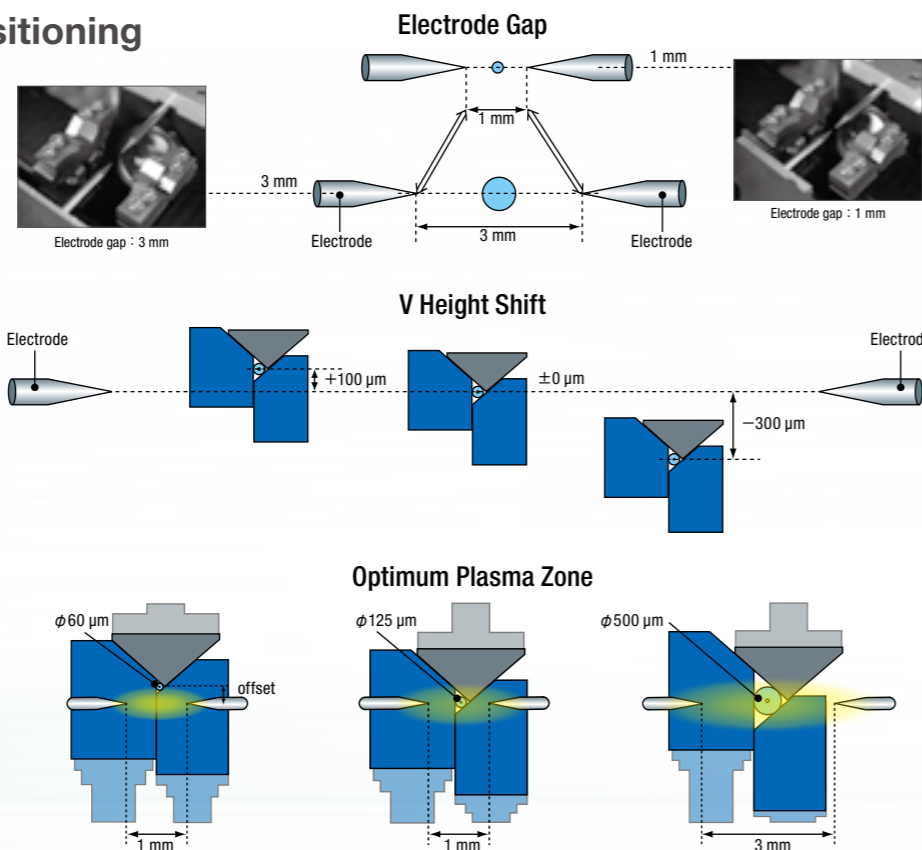 sitioning
Electrode Gap
1 mm
1 mm
3 mm
Electrode gap : 3 mm
Electrode gap : 1 mm
Electrode
3 mm
Electrode
V Height Shift
Electrode
+100 µm
±0 µm
Electrod
−300 µm
Optimum Plasma Zone
φ60 µm
offset
φ125 µm
φ500 µm
1 mm
1 mm
3 mm